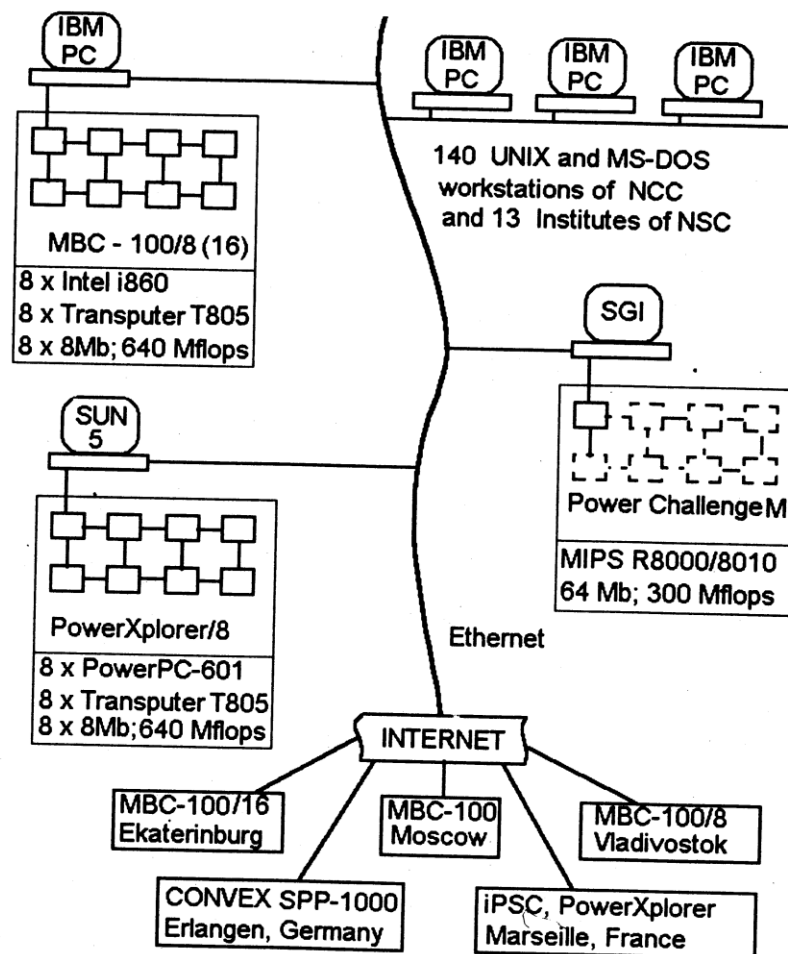 IBM
PC
IBM
PC
IBM
PC
IBM
PC
140 UNIX and MS-DOS
workstations of NCC
and 13 Institutes of NSC
MBC - 100/8 (16)
8 x Intel i860
8 x Transputer T805
8 x 8Mb; 640 Mflops
SGI
Power ChallengeM
MIPS R8000/8010
64 Mb; 300 Mflops
SUN
5
PowerXplorer/8
8 x PowerPC-601
8 x Transputer T805
8 x 8Mb;640 Mflops
Ethernet
INTERNET
MBC-100/16
Ekaterinburg
MBC-100
Moscow
MBC-100/8
Vladivostok
CONVEX SPP-1000
Erlangen, Germany
iPSC, PowerXplorer
Marseille, France